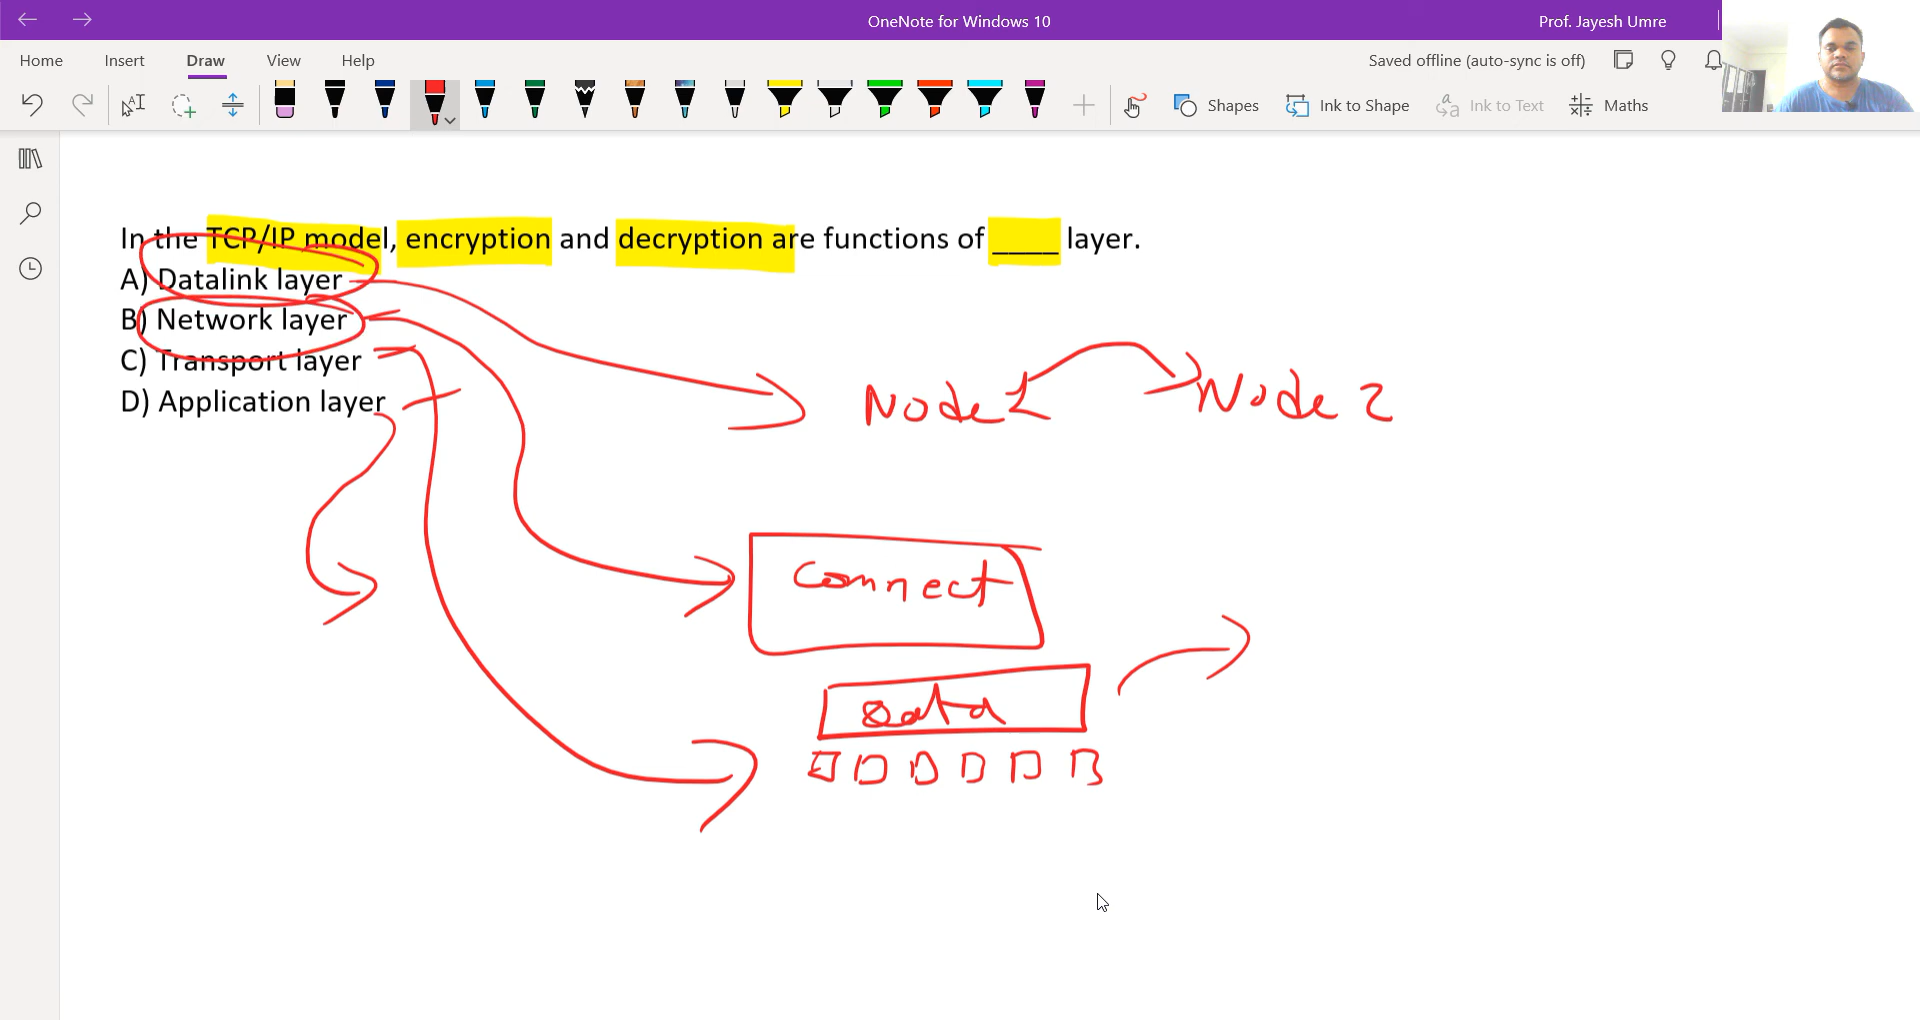 OneNote for Windows 10
Prof. Jayesh Umre
Home Insert Draw View Help
Saved offline (auto-sync is off)
Shapes Ink to Shape Ink to Text Maths
In the TCP/IP model, encryption and decryption are functions of ____ layer.
A) Datalink layer
B) Network layer
C) Transport layer
D) Application layer
Node 1 Node 2
Connect
Data